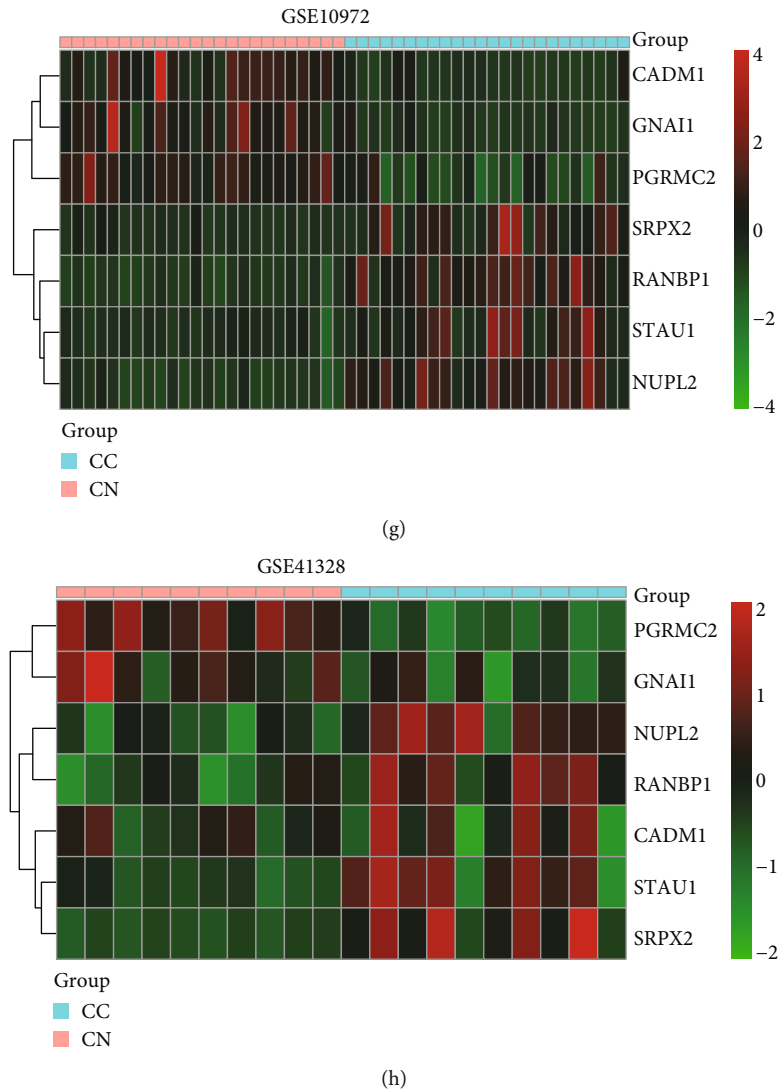 GSE10972
Group
CADM1
GNAI1
PGRMC2
SRPX2
RANBP1
STAU1
NUPL2
4
2
0
−2
−4
Group
CC
CN
(g)
GSE41328
Group
PGRMC2
GNAI1
NUPL2
RANBP1
CADM1
STAU1
SRPX2
2
1
0
−1
−2
Group
CC
CN
(h)